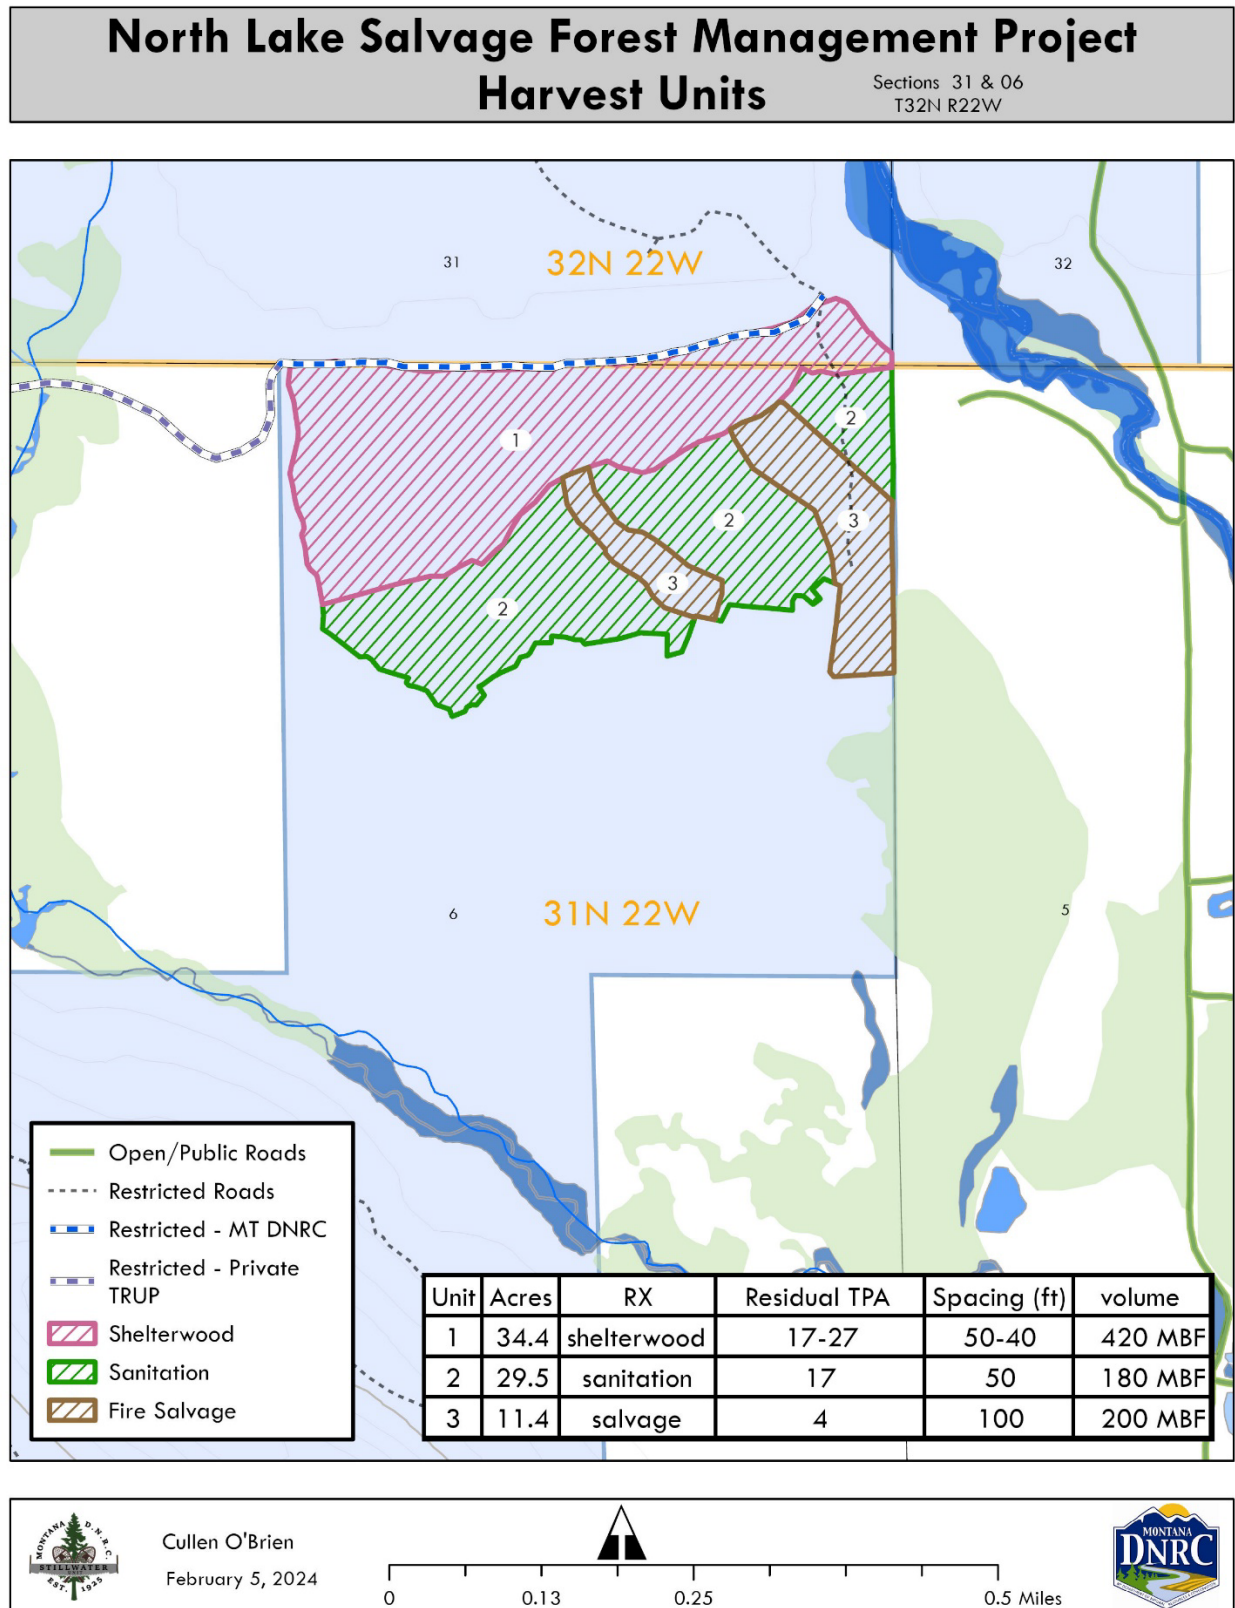 North Lake Salvage Forest Management Project
Harvest Units
Sections 31 & 06
T32N R22W
31
32N 22W
32
1
2
2
3
3
2
6
31N 22W
5
Open/Public Roads
Restricted Roads
Restricted - MT DNRC
Restricted - Private
TRUP
Shelterwood
Sanitation
Fire Salvage
Unit Acres RX Residual TPA Spacing (ft) volume
1 34.4 shelterwood 17-27 50-40 420 MBF
2 29.5 sanitation 17 50 180 MBF
3 11.4 salvage 4 100 200 MBF
MONTANA D.N.R.C.
STILLWATER
EST. 1925
Cullen O'Brien
February 5, 2024
0 0.13 0.25 0.5 Miles
MONTANA
DNRC